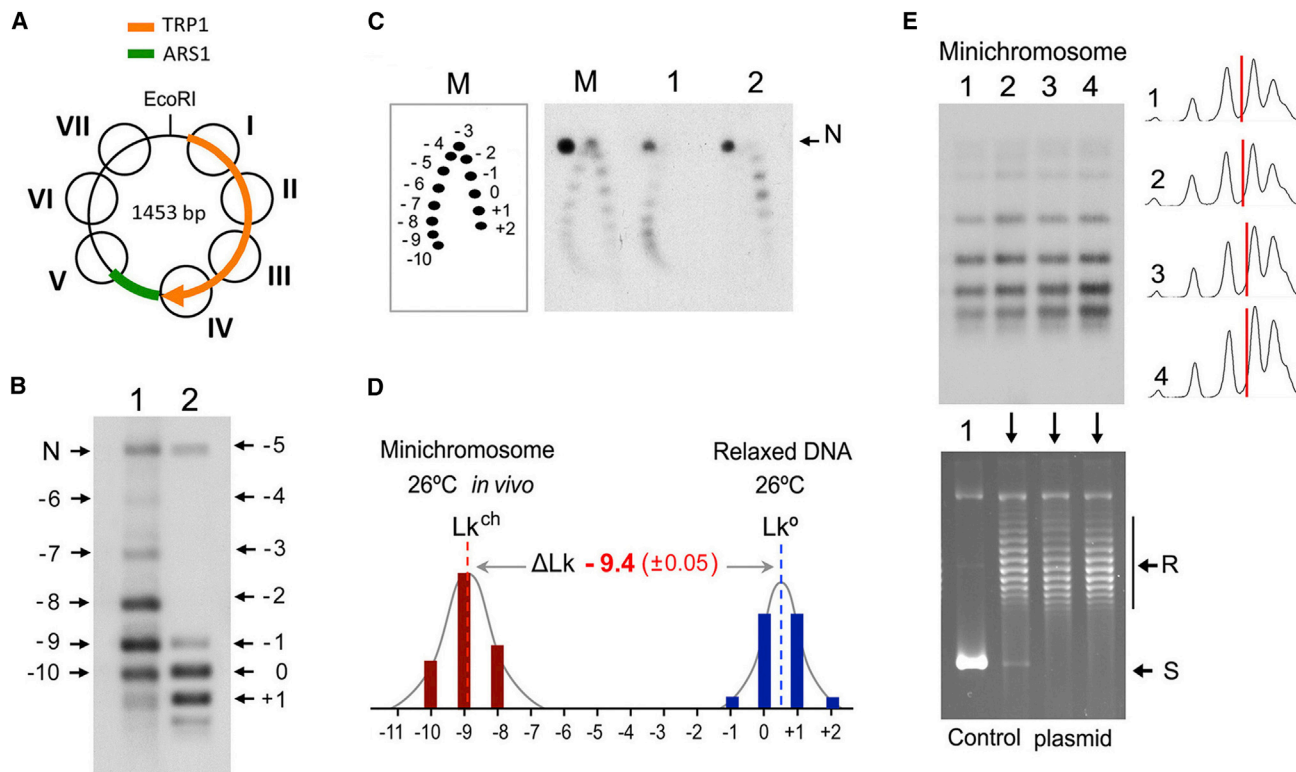 A
TRP1
ARS1
EcoRI
VII
I
VI
II
1453 bp
V
III
IV
B
1 2
N
-6
-7
-8
-9
-10
-5
-4
-3
-2
-1
0
+1
C
M
M 1 2
N
-3
-4 -2
-5 -1
-6 0
-7 +1
-8 +2
-9
-10
D
Minichromosome
26ºC in vivo
Lkᶜʰ
Relaxed DNA
26ºC
Lkº
ΔLk - 9.4 (±0.05)
-11 -10 -9 -8 -7 -6 -5 -4 -3 -2 -1 0 +1 +2
E
Minichromosome
1 2 3 4
1
2
3
4
1
R
S
Control plasmid